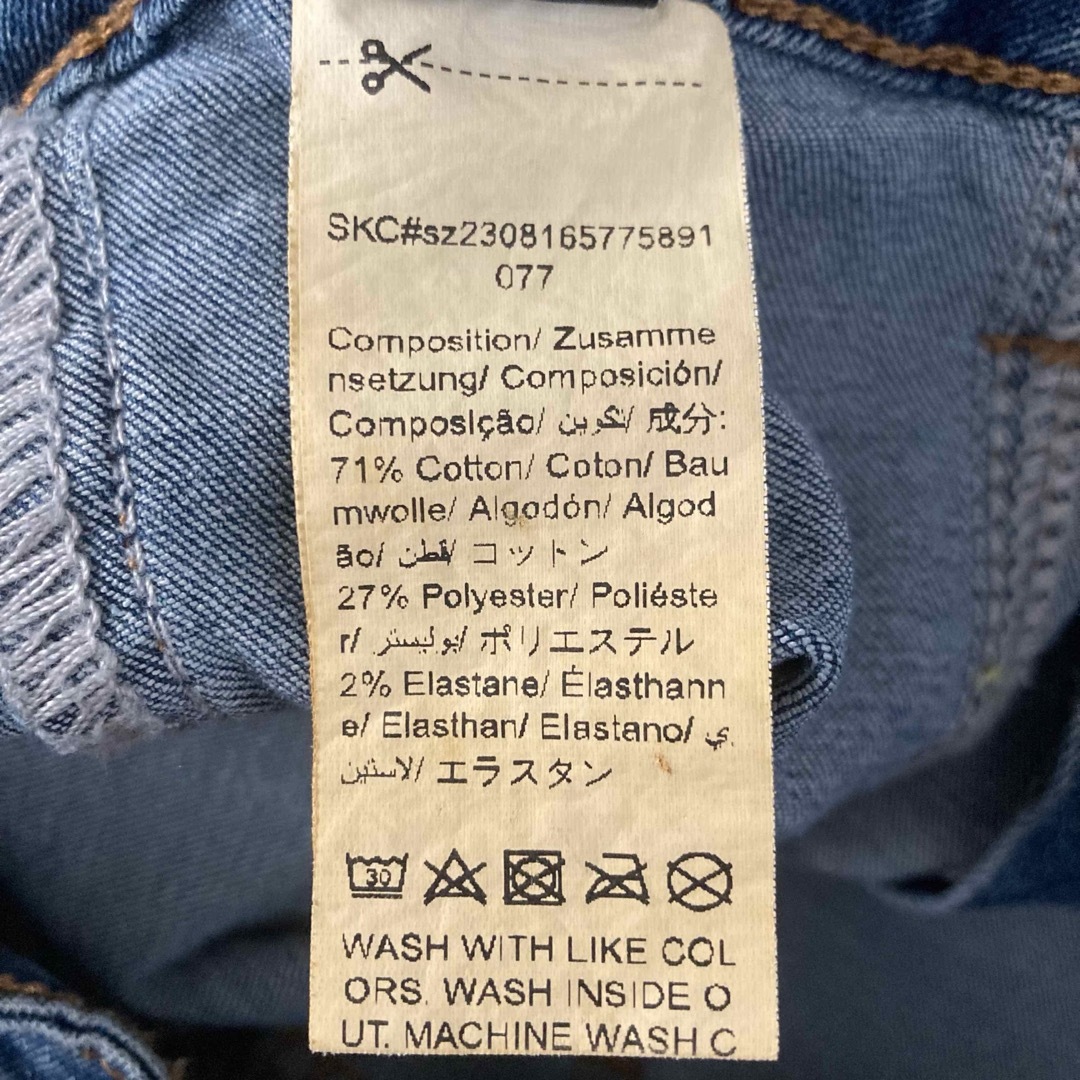 SKC#sz2308165775891
077
Composition/ Zusamme
nsetzung/ Composición/
Composição/ تكوين/ 成分:
71% Cotton/ Coton/ Bau
mwolle/ Algodón/ Algod
ão/ قطن/ コットン
27% Polyester/ Poliéste
r/ بوليستر/ ポリエステル
2% Elastane/ Élasthann
e/ Elasthan/ Elastano/ ي
لاستين/ エラスタン
30
WASH WITH LIKE COL
ORS. WASH INSIDE O
UT. MACHINE WASH C